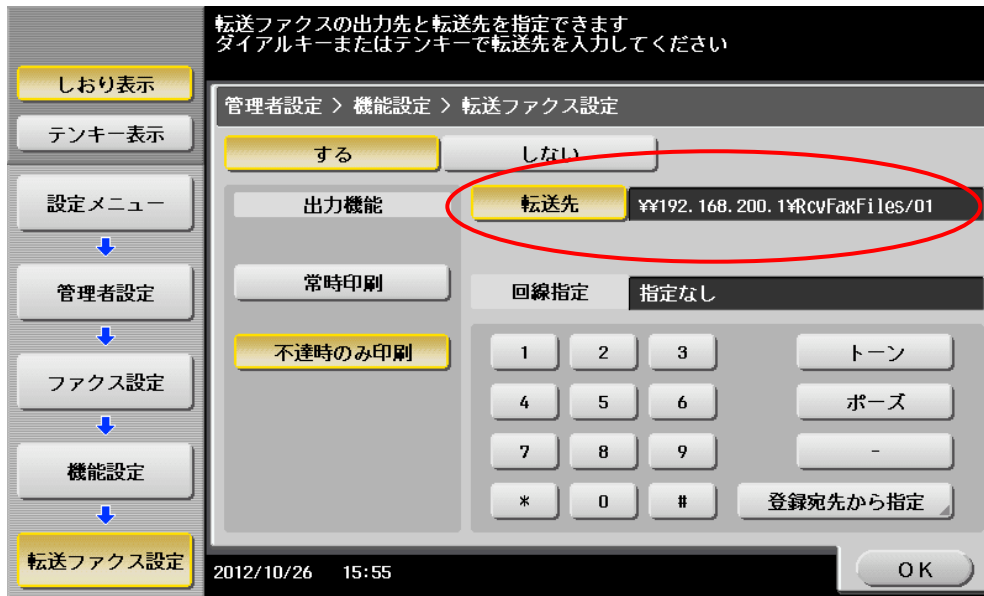 転送ファクスの出力先と転送先を指定できます
ダイアルキーまたはテンキーで転送先を入力してください
しおり表示
テンキー表示
設定メニュー
管理者設定
ファクス設定
機能設定
転送ファクス設定
管理者設定 > 機能設定 > 転送ファクス設定
する
しない
出力機能
常時印刷
不達時のみ印刷
転送先
¥¥192.168.200.1¥RcvFaxFiles/01
回線指定
指定なし
1 2 3 トーン
4 5 6 ポーズ
7 8 9 -
* 0 # 登録宛先から指定
2012/10/26 15:55
OK